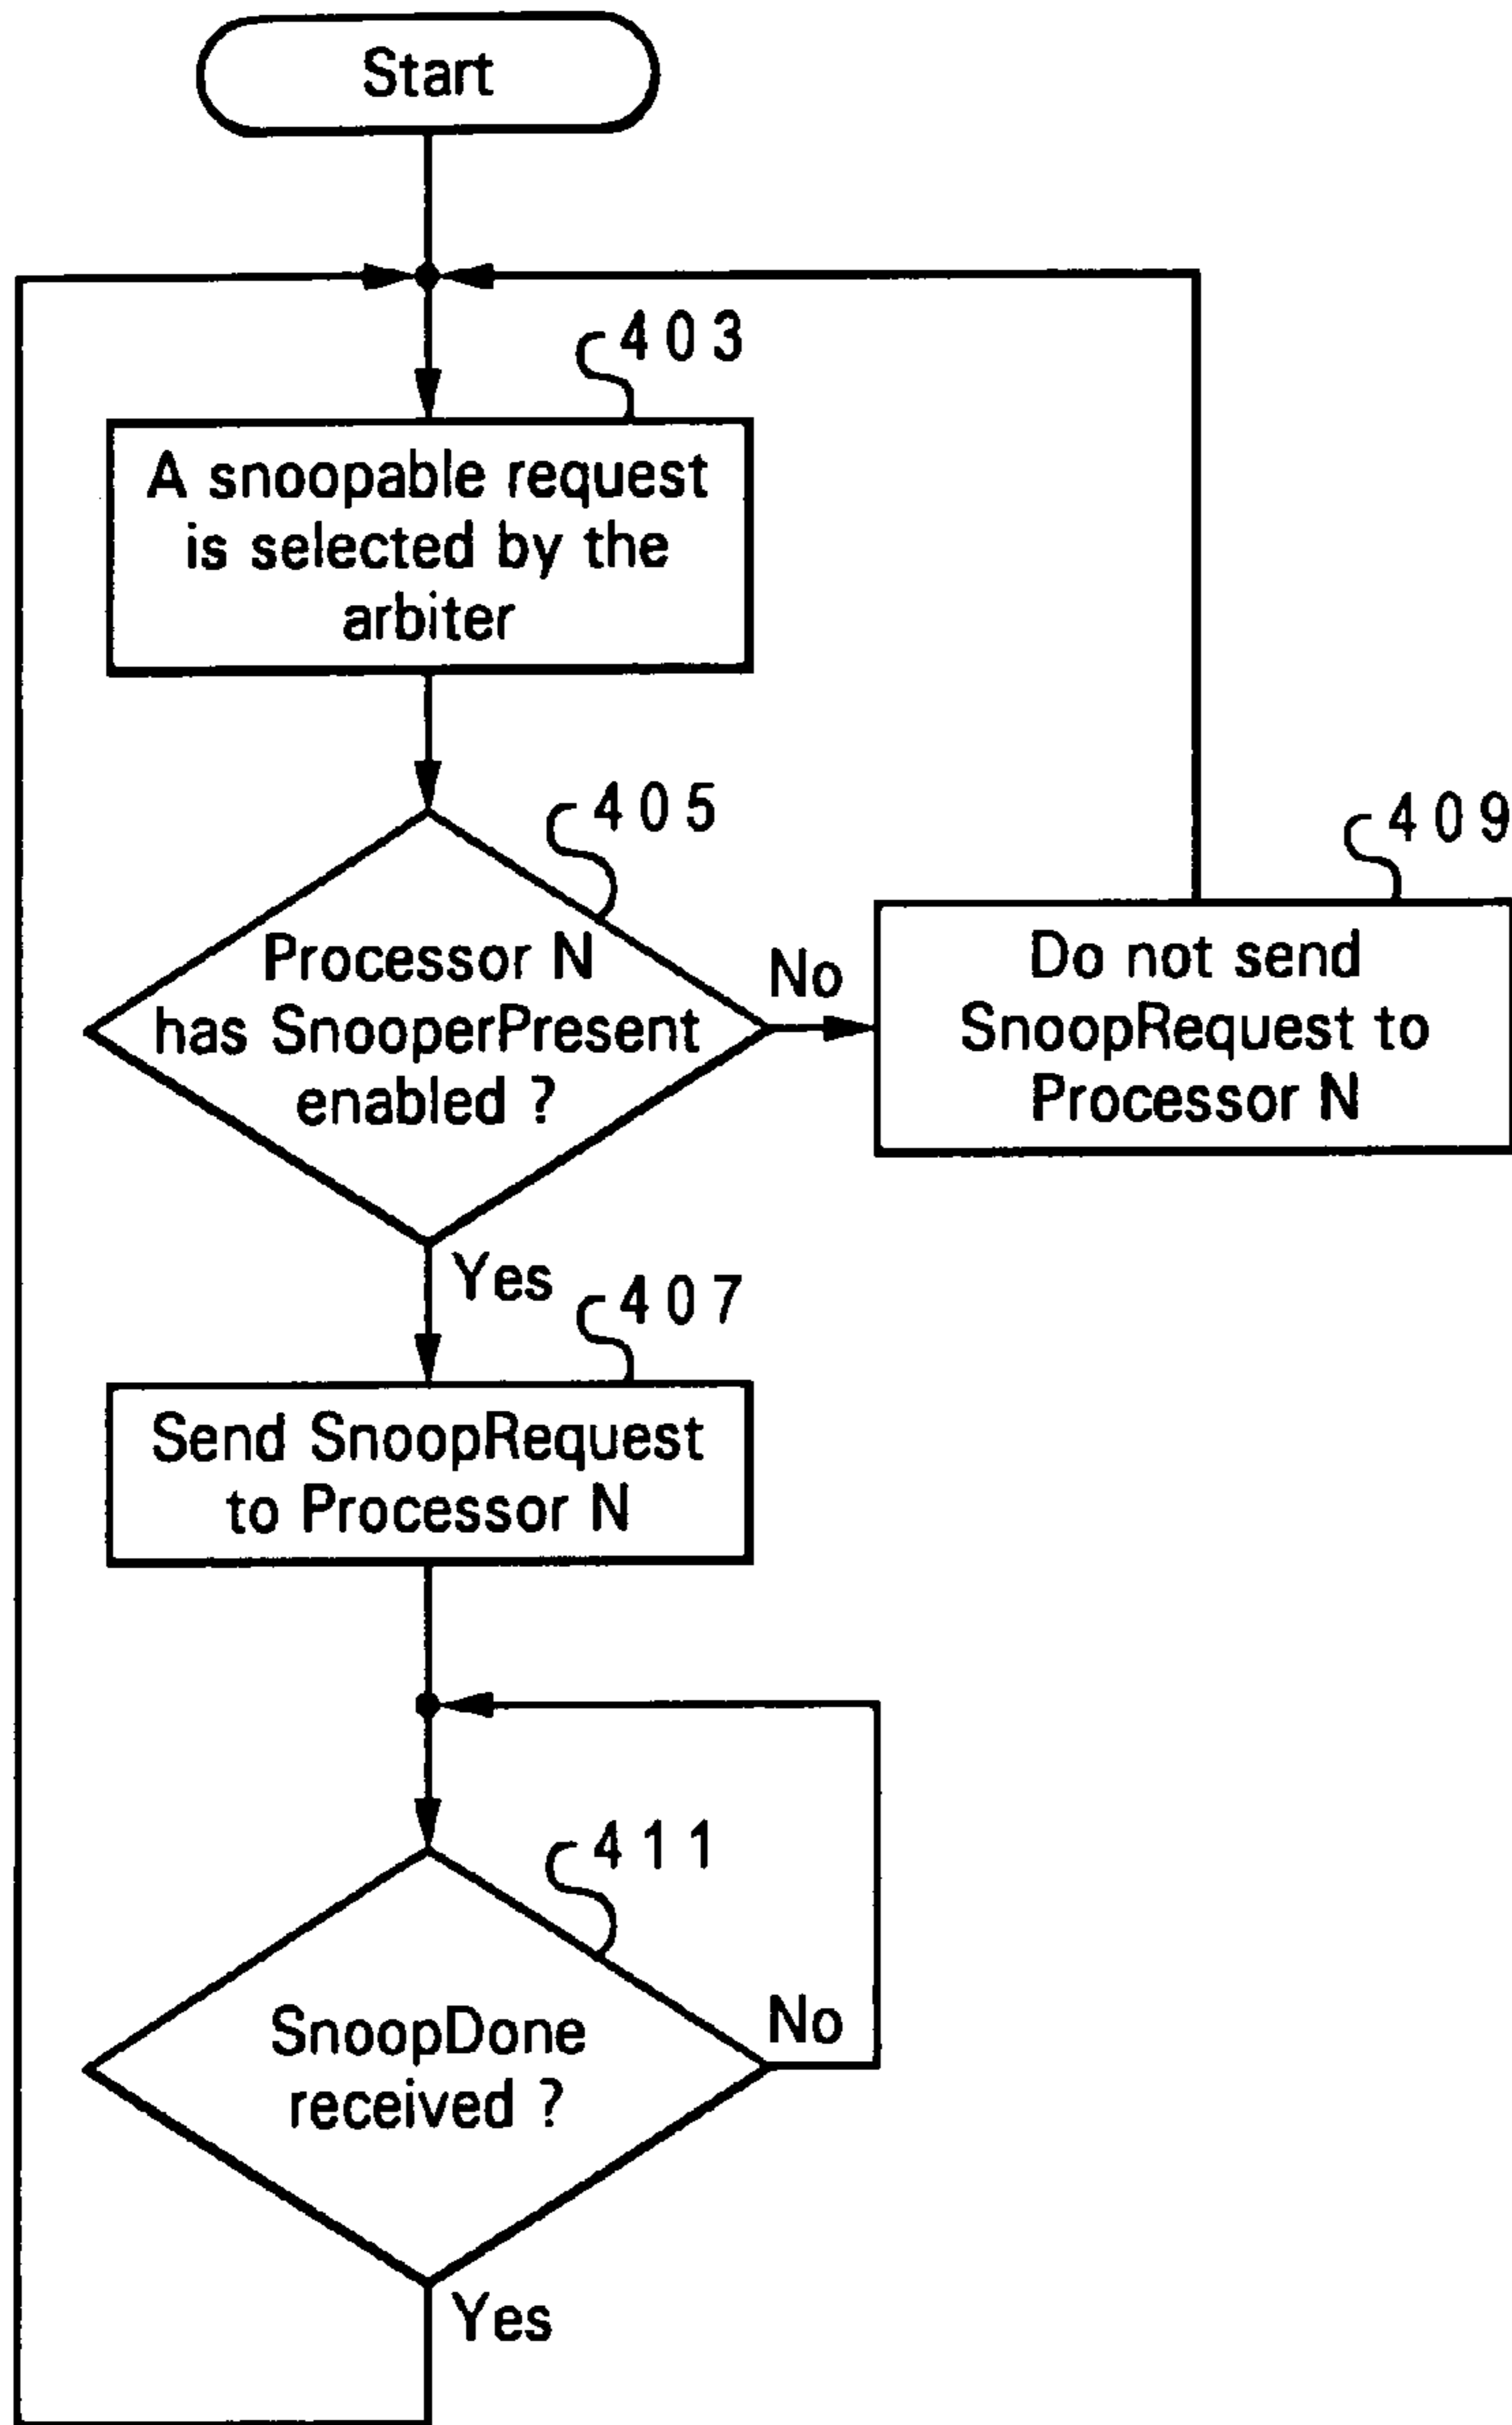 Start
403
A snoopable request
is selected by the
arbiter
405
Processor N
has SnooperPresent
enabled ?
No
409
Do not send
SnoopRequest to
Processor N
Yes
407
Send SnoopRequest
to Processor N
411
SnoopDone
received ?
No
Yes